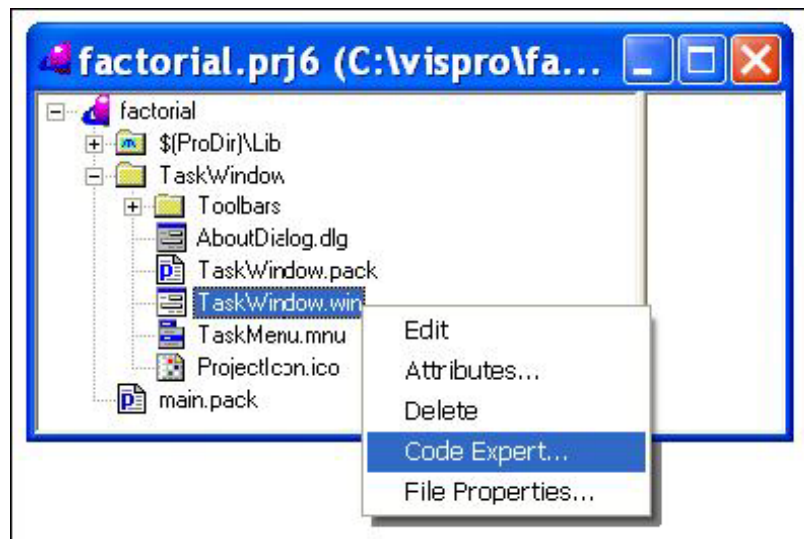 factorial.prj6 (C:\vispro\fa...
factorial
$(ProDir)\Lib
TaskWindow
Toolbars
AboutDialog.dlg
TaskWindow.pack
TaskWindow.win
TaskMenu.mnu
ProjectIcon.ico
main.pack
Edit
Attributes...
Delete
Code Expert...
File Properties...